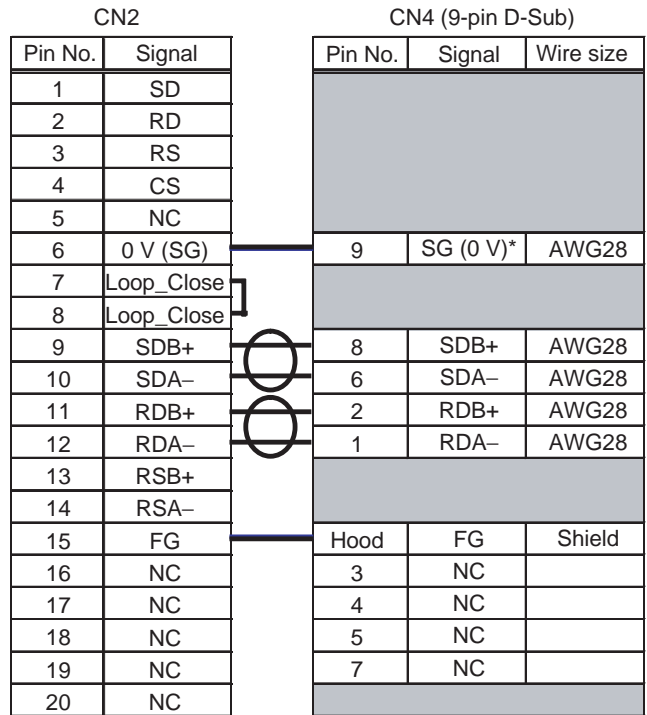 CN2 CN4 (9-pin D-Sub)
Pin No. Signal Pin No. Signal Wire size
1 SD
2 RD
3 RS
4 CS
5 NC
6 0 V (SG) 9 SG (0 V)* AWG28
7 Loop_Close
8 Loop_Close
9 SDB+ 8 SDB+ AWG28
10 SDA− 6 SDA− AWG28
11 RDB+ 2 RDB+ AWG28
12 RDA− 1 RDA− AWG28
13 RSB+
14 RSA−
15 FG Hood FG Shield
16 NC 3 NC
17 NC 4 NC
18 NC 5 NC
19 NC 7 NC
20 NC